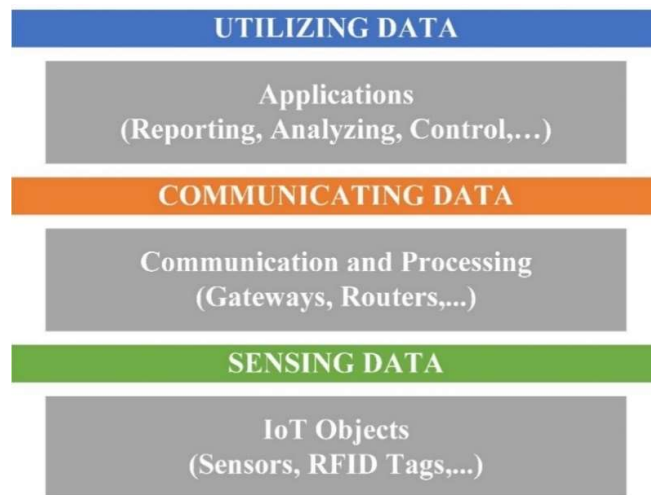 UTILIZING DATA
Applications
(Reporting, Analyzing, Control,…)
COMMUNICATING DATA
Communication and Processing
(Gateways, Routers,...)
SENSING DATA
IoT Objects
(Sensors, RFID Tags,...)